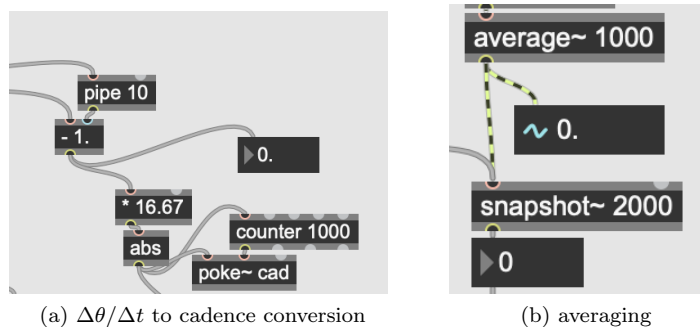 pipe 10
- 1.
0.
* 16.67
abs
counter 1000
poke~ cad
(a) Δθ/Δt to cadence conversion
average~ 1000
0.
snapshot~ 2000
0
(b) averaging